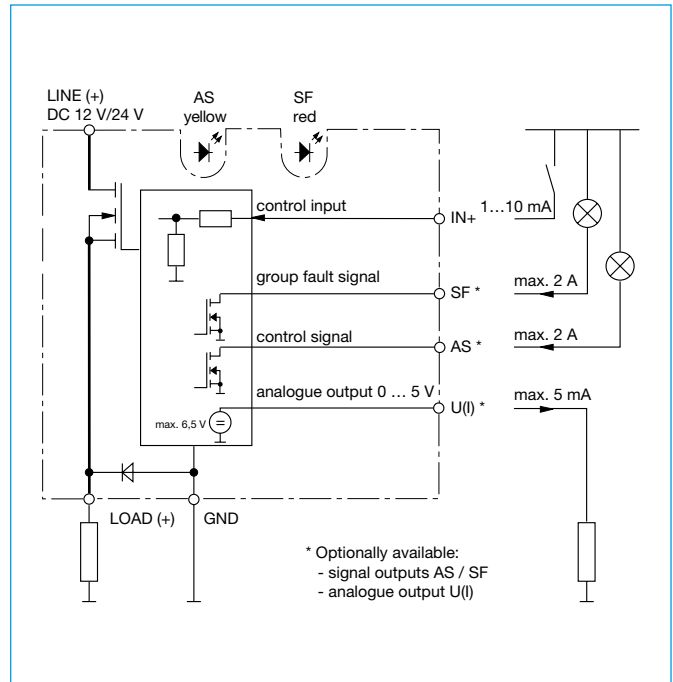 LINE (+)
DC 12 V/24 V
AS
yellow
SF
red
control input
IN+
1…10 mA
group fault signal
SF *
max. 2 A
control signal
AS *
max. 2 A
analogue output 0 … 5 V
U(I) *
max. 5 mA
max. 6,5 V
=
LOAD (+)
GND
* Optionally available:
- signal outputs AS / SF
- analogue output U(I)